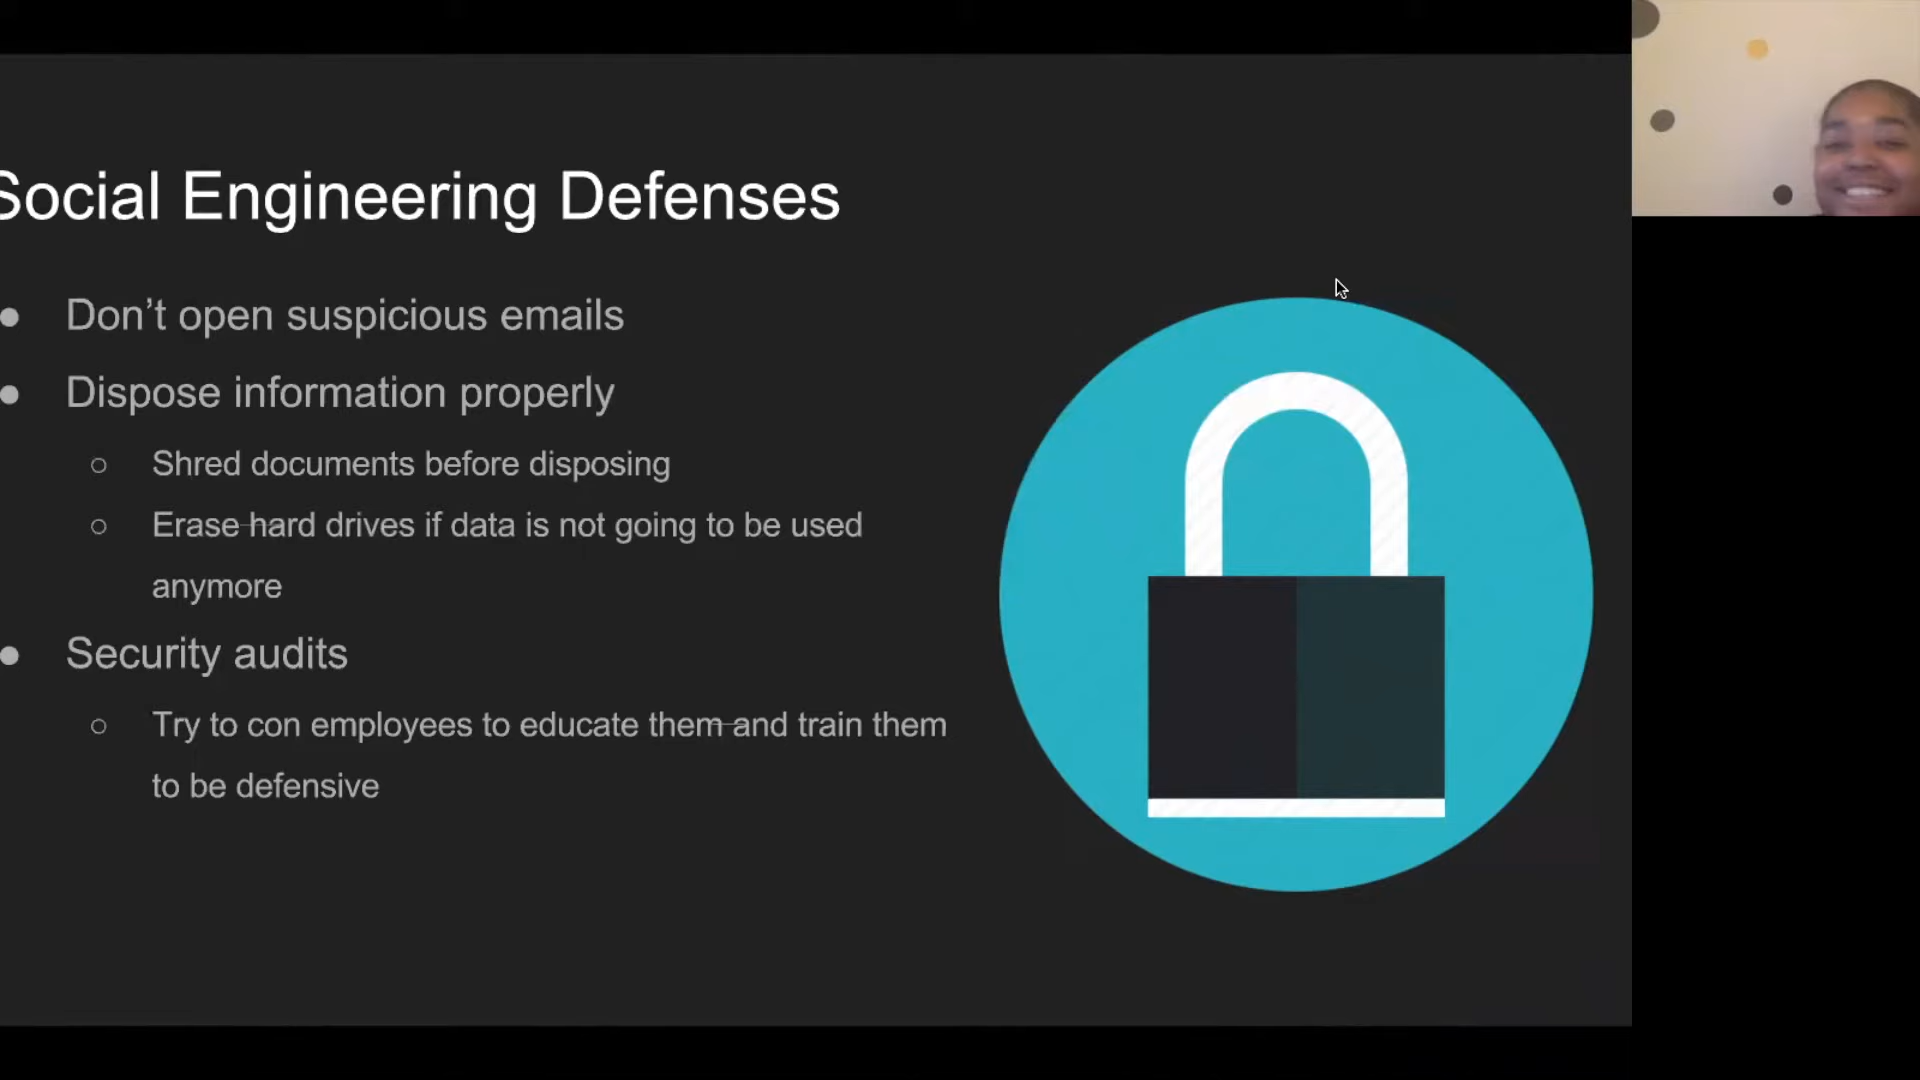 Social Engineering Defenses
● Don’t open suspicious emails
● Dispose information properly
○ Shred documents before disposing
○ Erase hard drives if data is not going to be used
anymore
● Security audits
○ Try to con employees to educate them and train them
to be defensive